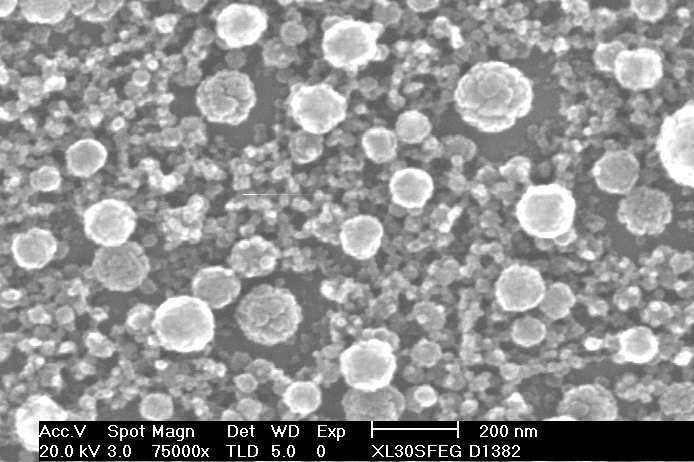 Acc.V Spot Magn Det WD Exp 200 nm
20.0 kV 3.0 75000x TLD 5.0 0 XL30SFEG D1382